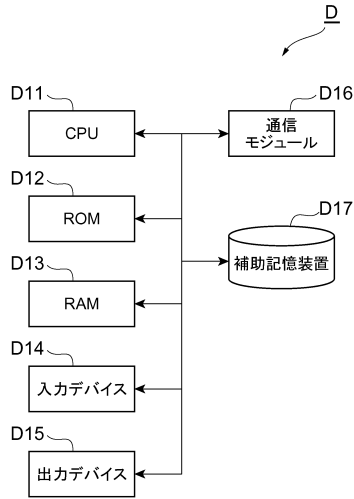 D
D11
CPU
D16
通信
モジュール
D12
ROM
D17
補助記憶装置
D13
RAM
D14
入力デバイス
D15
出力デバイス